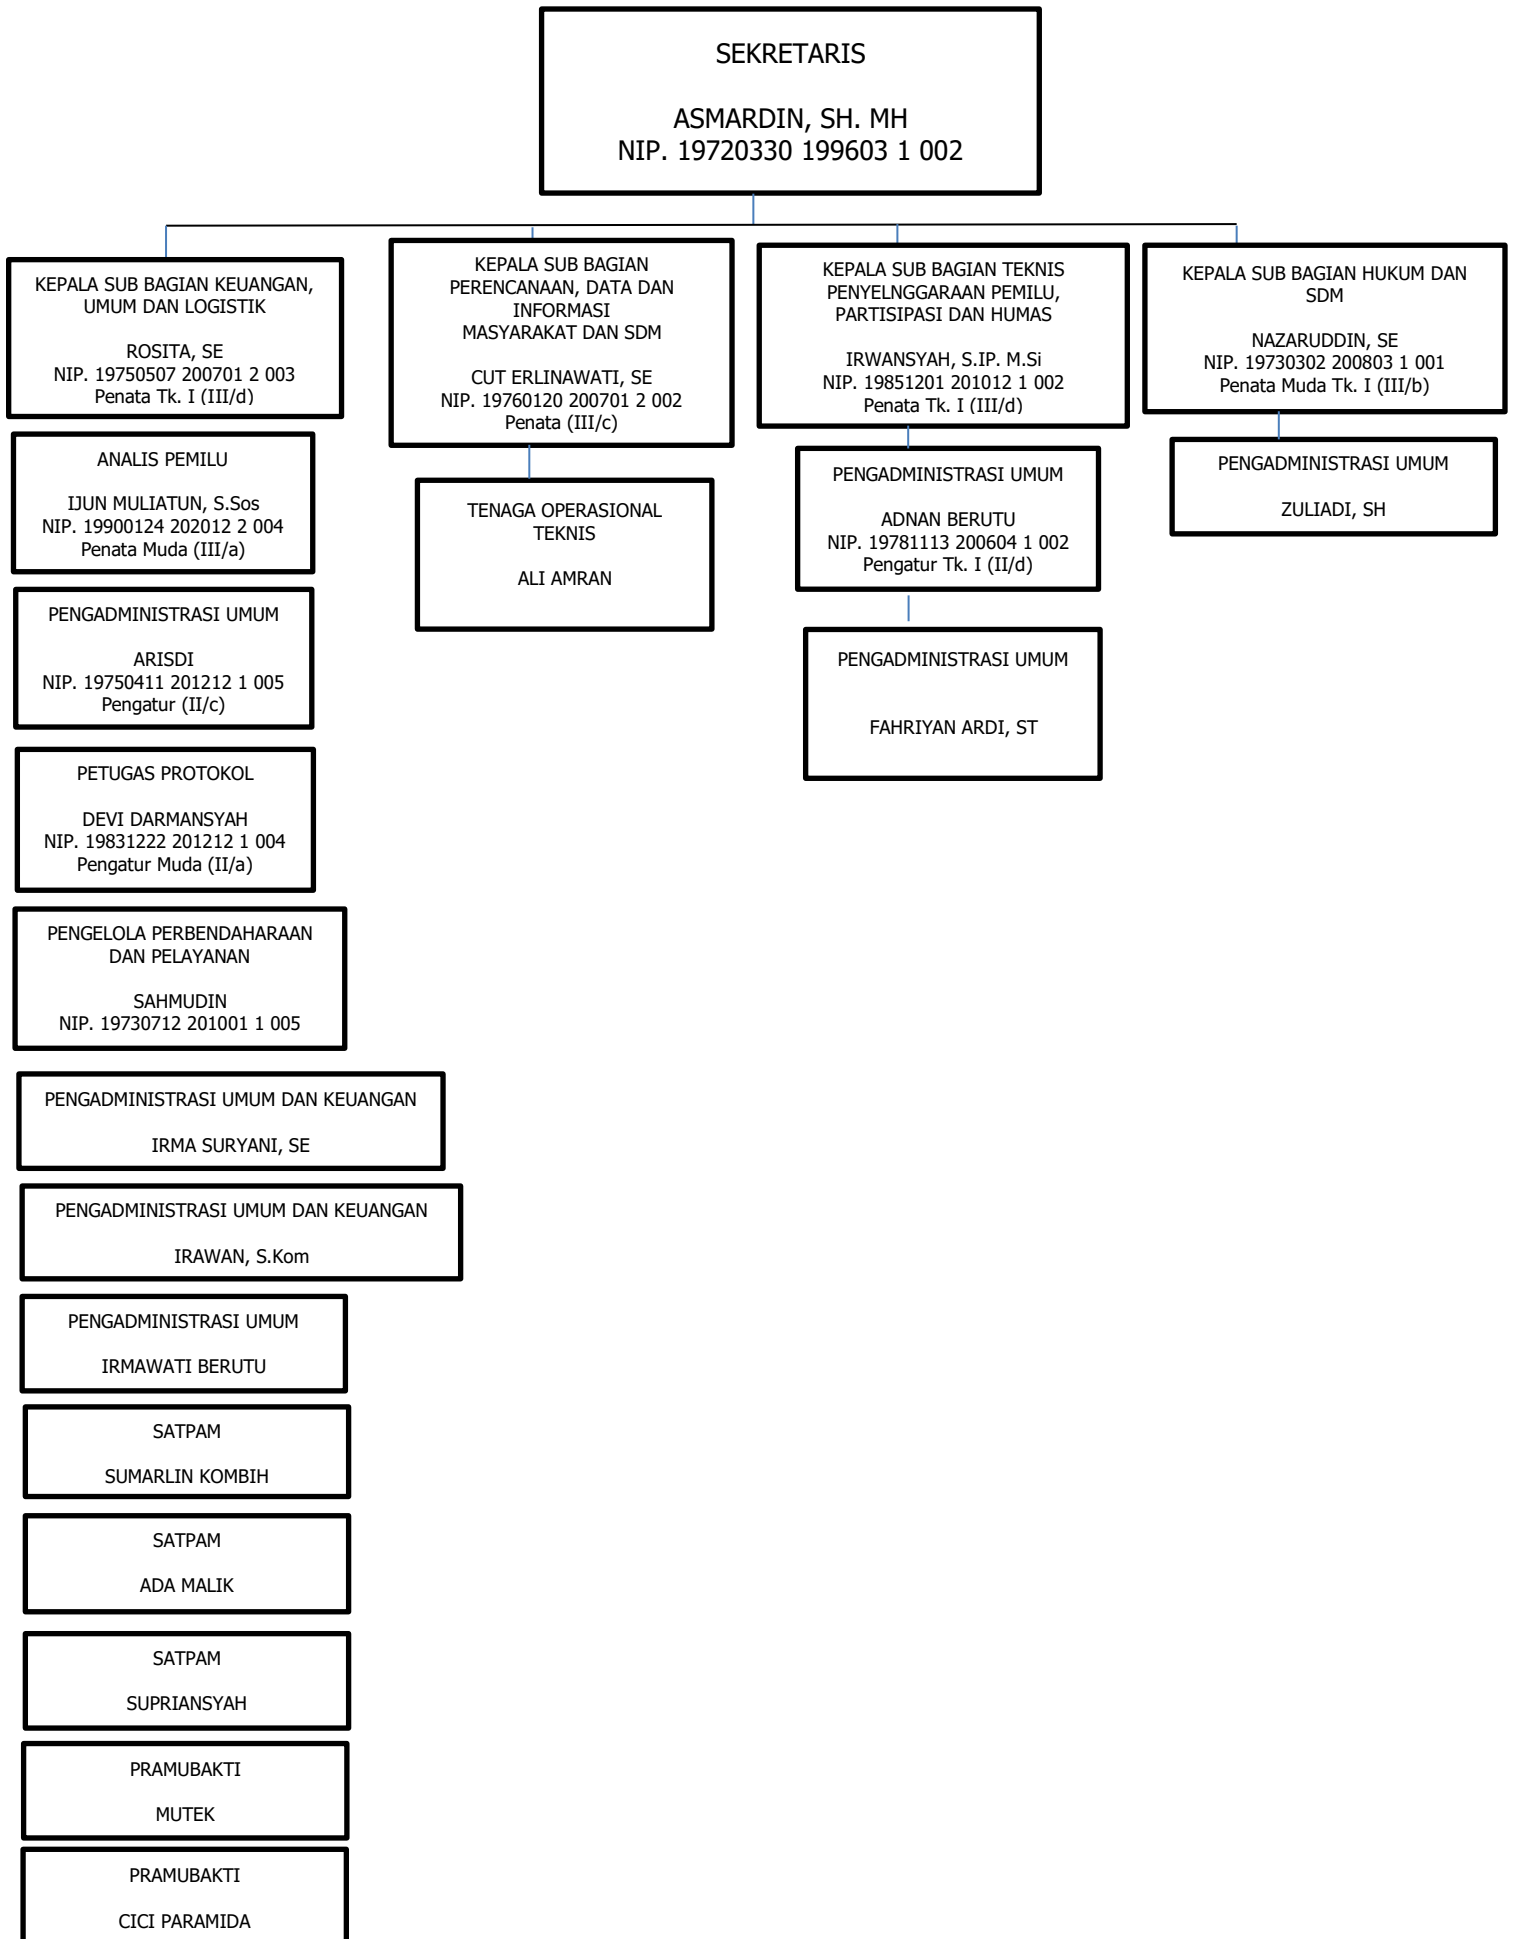 SEKRETARIS
ASMARDIN, SH. MH
NIP. 19720330 199603 1 002
KEPALA SUB BAGIAN KEUANGAN,
UMUM DAN LOGISTIK
ROSITA, SE
NIP. 19750507 200701 2 003
Penata Tk. I (III/d)
KEPALA SUB BAGIAN
PERENCANAAN, DATA DAN
INFORMASI
MASYARAKAT DAN SDM
CUT ERLINAWATI, SE
NIP. 19760120 200701 2 002
Penata (III/c)
KEPALA SUB BAGIAN TEKNIS
PENYELNGGARAAN PEMILU,
PARTISIPASI DAN HUMAS
IRWANSYAH, S.IP. M.Si
NIP. 19851201 201012 1 002
Penata Tk. I (III/d)
KEPALA SUB BAGIAN HUKUM DAN
SDM
NAZARUDDIN, SE
NIP. 19730302 200803 1 001
Penata Muda Tk. I (III/b)
ANALIS PEMILU
IJUN MULIATUN, S.Sos
NIP. 19900124 202012 2 004
Penata Muda (III/a)
TENAGA OPERASIONAL
TEKNIS
ALI AMRAN
PENGADMINISTRASI UMUM
ADNAN BERUTU
NIP. 19781113 200604 1 002
Pengatur Tk. I (II/d)
PENGADMINISTRASI UMUM
ZULIADI, SH
PENGADMINISTRASI UMUM
ARISDI
NIP. 19750411 201212 1 005
Pengatur (II/c)
PENGADMINISTRASI UMUM
FAHRIYAN ARDI, ST
PETUGAS PROTOKOL
DEVI DARMANSYAH
NIP. 19831222 201212 1 004
Pengatur Muda (II/a)
PENGELOLA PERBENDAHARAAN
DAN PELAYANAN
SAHMUDIN
NIP. 19730712 201001 1 005
PENGADMINISTRASI UMUM DAN KEUANGAN
IRMA SURYANI, SE
PENGADMINISTRASI UMUM DAN KEUANGAN
IRAWAN, S.Kom
PENGADMINISTRASI UMUM
IRMAWATI BERUTU
SATPAM
SUMARLIN KOMBIH
SATPAM
ADA MALIK
SATPAM
SUPRIANSYAH
PRAMUBAKTI
MUTEK
PRAMUBAKTI
CICI PARAMIDA